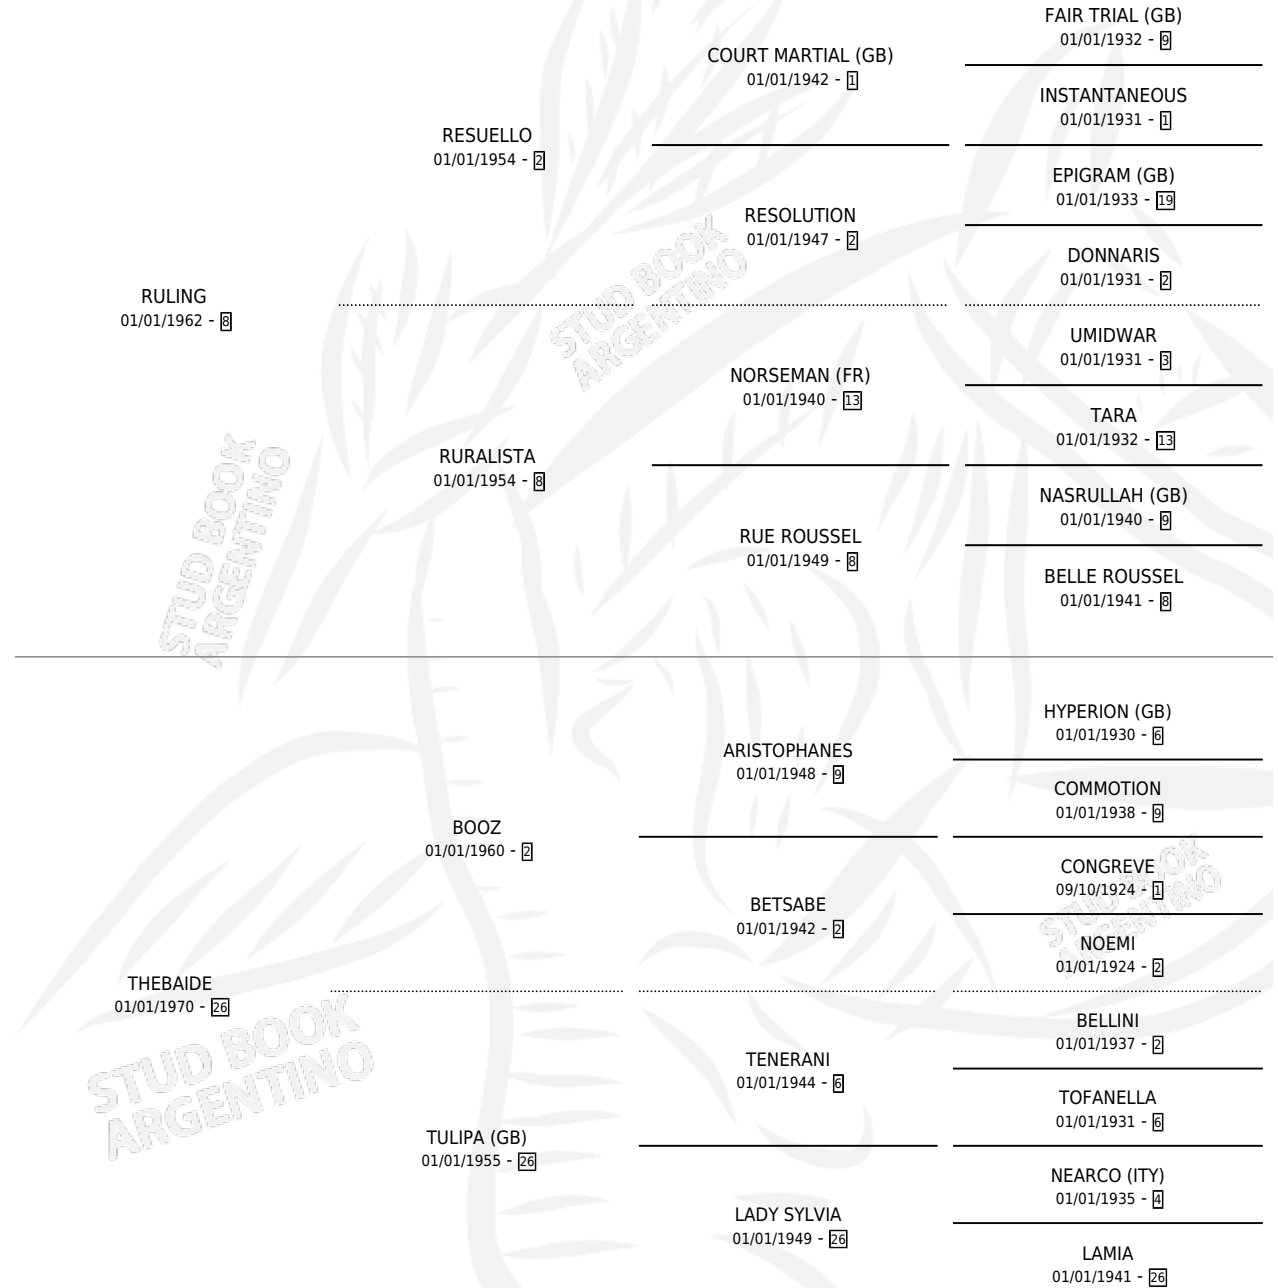 FAIR TRIAL (GB)
01/01/1932 - 9
COURT MARTIAL (GB)
01/01/1942 - 1
INSTANTANEOUS
01/01/1931 - 1
RESUELLO
01/01/1954 - 2
EPIGRAM (GB)
01/01/1933 - 19
RESOLUTION
01/01/1947 - 2
DONNARIS
01/01/1931 - 2
RULING
01/01/1962 - 8
UMIDWAR
01/01/1931 - 3
NORSEMAN (FR)
01/01/1940 - 13
TARA
01/01/1932 - 13
RURALISTA
01/01/1954 - 8
NASRULLAH (GB)
01/01/1940 - 9
RUE ROUSSEL
01/01/1949 - 8
BELLE ROUSSEL
01/01/1941 - 8
HYPERION (GB)
01/01/1930 - 6
ARISTOPHANES
01/01/1948 - 9
COMMOTION
01/01/1938 - 9
BOOZ
01/01/1960 - 2
CONGREVE
09/10/1924 - 1
BETSABE
01/01/1942 - 2
NOEMI
01/01/1924 - 2
THEBAIDE
01/01/1970 - 26
BELLINI
01/01/1937 - 2
TENERANI
01/01/1944 - 6
TOFANELLA
01/01/1931 - 6
TULIPA (GB)
01/01/1955 - 26
NEARCO (ITY)
01/01/1935 - 4
LADY SYLVIA
01/01/1949 - 26
LAMIA
01/01/1941 - 26
STUD BOOK
ARGENTINO
STUD BOOK
ARGENTINO
STUD BOOK
ARGENTINO
STUD BOOK
ARGENTINO